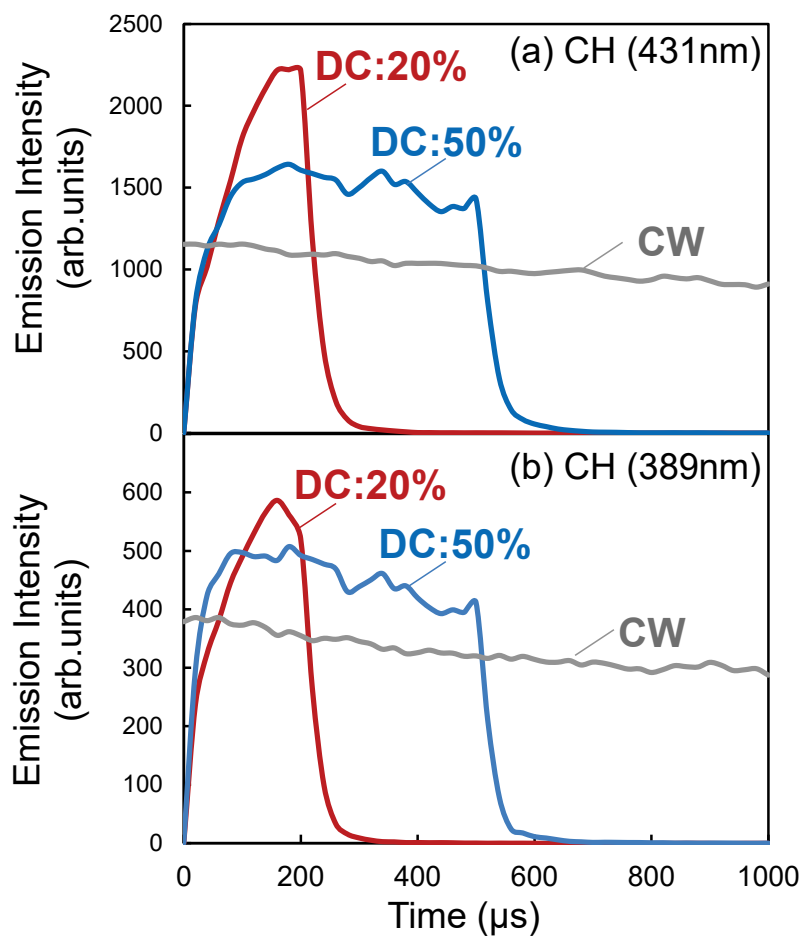 Emission Intensity
(arb.units)
2500
2000
1500
1000
500
0
(a) CH (431nm)
DC:20%
DC:50%
CW
Emission Intensity
(arb.units)
600
500
400
300
200
100
0
(b) CH (389nm)
DC:20%
DC:50%
CW
0 200 400 600 800 1000
Time (µs)